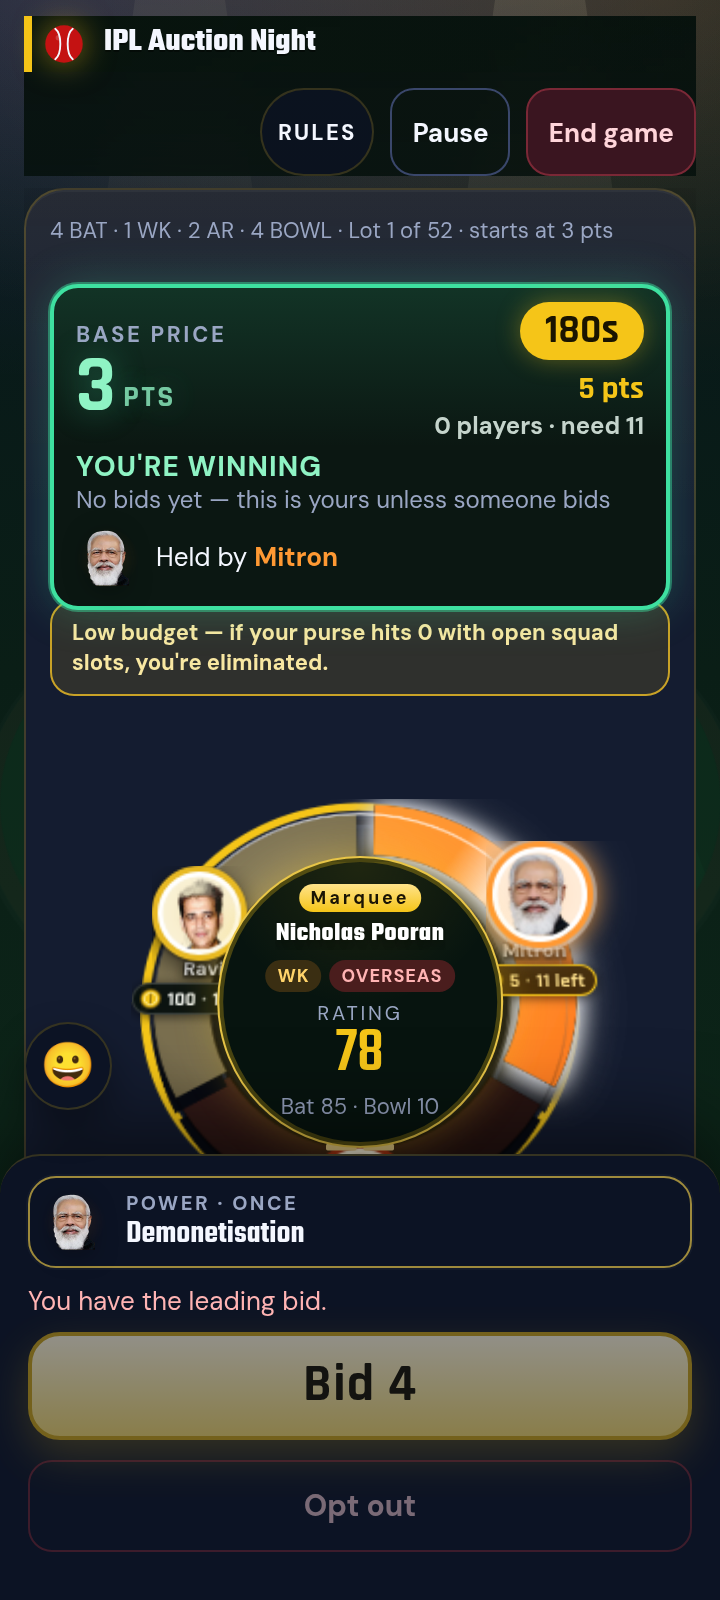 IPL Auction Night
RULES
Pause
End game
4 BAT · 1 WK · 2 AR · 4 BOWL · Lot 1 of 52 · starts at 3 pts
BASE PRICE
180s
3 PTS
5 pts
0 players · need 11
YOU'RE WINNING
No bids yet — this is yours unless someone bids
Held by Mitron
Low budget — if your purse hits 0 with open squad
slots, you're eliminated.
Marquee
Nicholas Pooran
Mitron
Ravi
WK
OVERSEAS
5 · 11 left
100 · 1
RATING
78
Bat 85 · Bowl 10
POWER · ONCE
Demonetisation
You have the leading bid.
Bid 4
Opt out